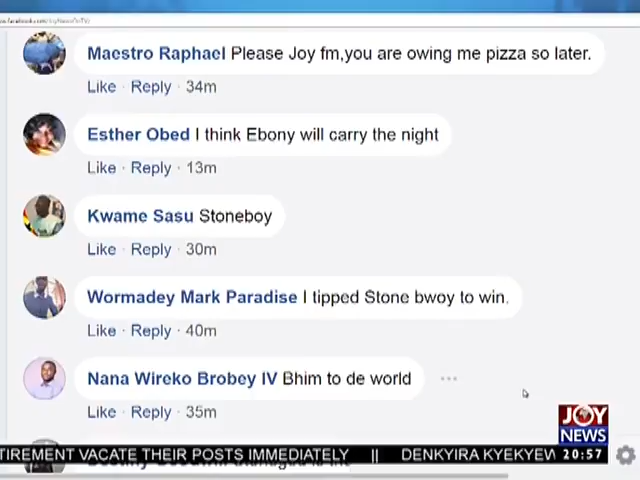 Maestro Raphael Please Joy fm,you are owing me pizza so later.
Like · Reply · 34m
Esther Obed I think Ebony will carry the night
Like · Reply · 13m
Kwame Sasu Stoneboy
Like · Reply · 30m
Wormadey Mark Paradise I tipped Stone bwoy to win.
Like · Reply · 40m
Nana Wireko Brobey IV Bhim to de world
Like · Reply · 35m
JOY
NEWS
TIREMENT VACATE THEIR POSTS IMMEDIATELY || DENKYIRA KYEKYEW
20:57